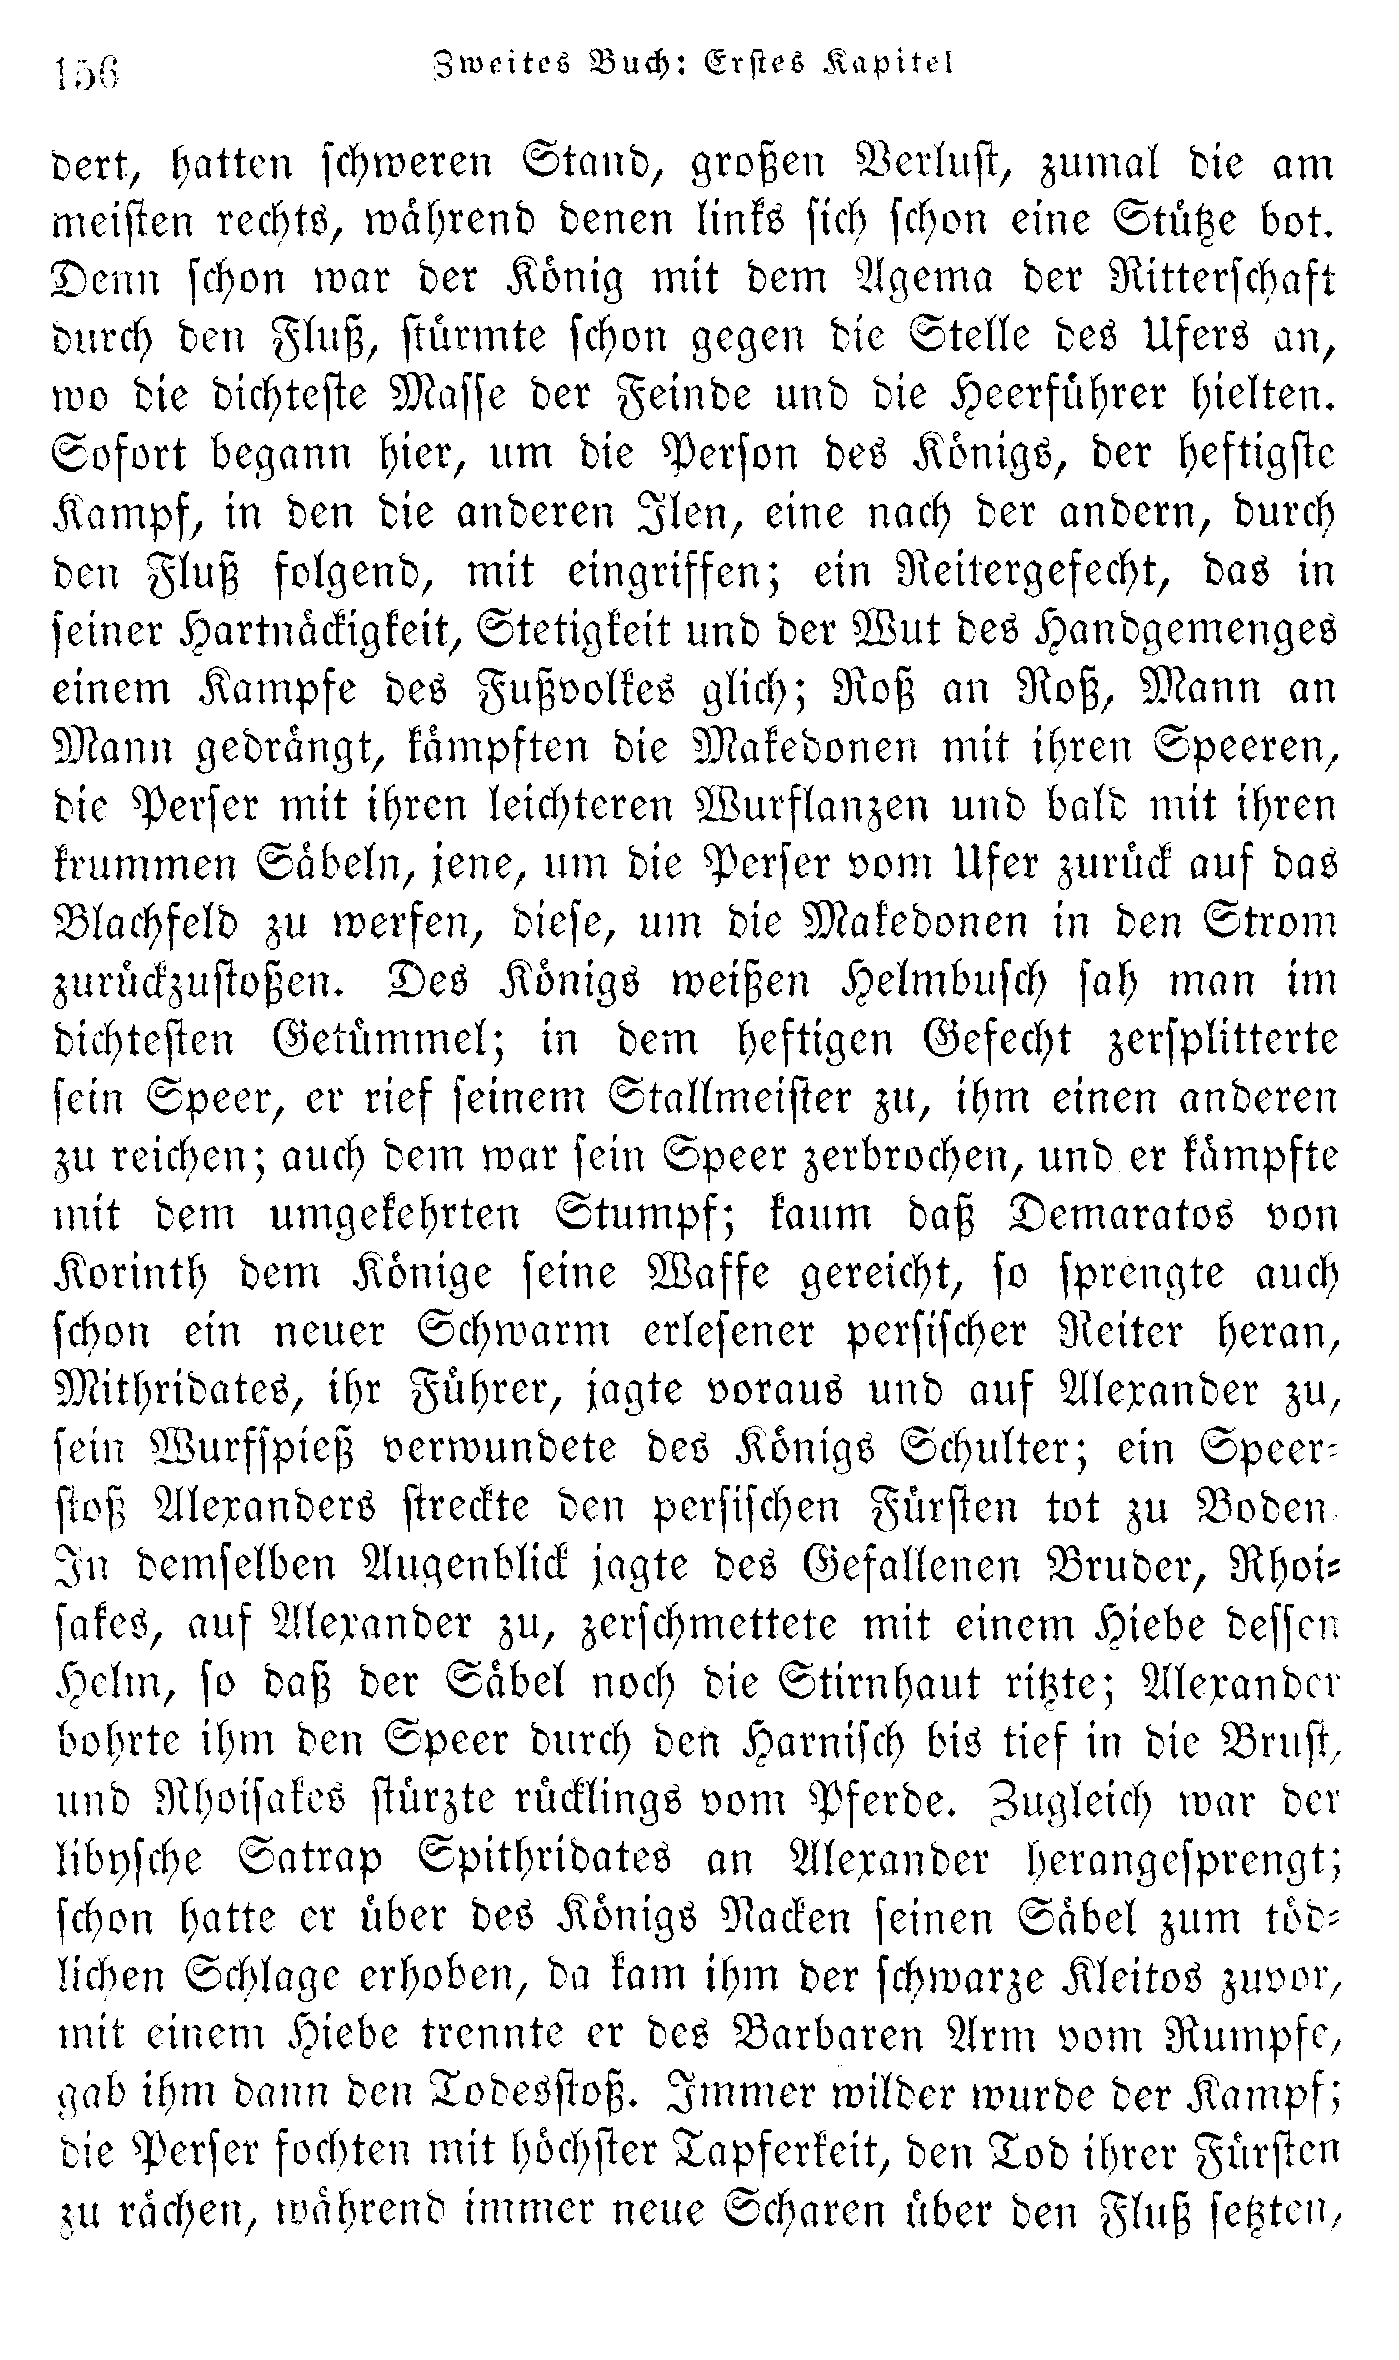 156
Zweites Buch: Erstes Kapitel
dert, hatten schweren Stand, großen Verlust, zumal die am
meisten rechts, während denen links sich schon eine Stütze bot.
Denn schon war der König mit dem Agema der Ritterschaft
durch den Fluß, stürmte schon gegen die Stelle des Ufers an,
wo die dichteste Masse der Feinde und die Heerführer hielten.
Sofort begann hier, um die Person des Königs, der heftigste
Kampf, in den die anderen Ilen, eine nach der andern, durch
den Fluß folgend, mit eingriffen; ein Reitergefecht, das in
seiner Hartnäckigkeit, Stetigkeit und der Wut des Handgemenges
einem Kampfe des Fußvolkes glich; Roß an Roß, Mann an
Mann gedrängt, kämpften die Makedonen mit ihren Speeren,
die Perser mit ihren leichteren Wurflanzen und bald mit ihren
krummen Säbeln, jene, um die Perser vom Ufer zurück auf das
Blachfeld zu werfen, diese, um die Makedonen in den Strom
zurückzustoßen. Des Königs weißen Helmbusch sah man im
dichtesten Getümmel; in dem heftigen Gefecht zersplitterte
sein Speer, er rief seinem Stallmeister zu, ihm einen anderen
zu reichen; auch dem war sein Speer zerbrochen, und er kämpfte
mit dem umgekehrten Stumpf; kaum daß Demaratos von
Korinth dem Könige seine Waffe gereicht, so sprengte auch
schon ein neuer Schwarm erlesener persischer Reiter heran,
Mithridates, ihr Führer, jagte voraus und auf Alexander zu,
sein Wurfspieß verwundete des Königs Schulter; ein Speer-
stoß Alexanders streckte den persischen Fürsten tot zu Boden.
In demselben Augenblick jagte des Gefallenen Bruder, Rhoi-
sakes, auf Alexander zu, zerschmettete mit einem Hiebe dessen
Helm, so daß der Säbel noch die Stirnhaut ritzte; Alexander
bohrte ihm den Speer durch den Harnisch bis tief in die Brust,
und Rhoisakes stürzte rücklings vom Pferde. Zugleich war der
libysche Satrap Spithridates an Alexander herangesprengt;
schon hatte er über des Königs Nacken seinen Säbel zum töd-
lichen Schlage erhoben, da kam ihm der schwarze Kleitos zuvor,
mit einem Hiebe trennte er des Barbaren Arm vom Rumpfe,
gab ihm dann den Todesstoß. Immer wilder wurde der Kampf;
die Perser fochten mit höchster Tapferkeit, den Tod ihrer Fürsten
zu rächen, während immer neue Scharen über den Fluß setzten,